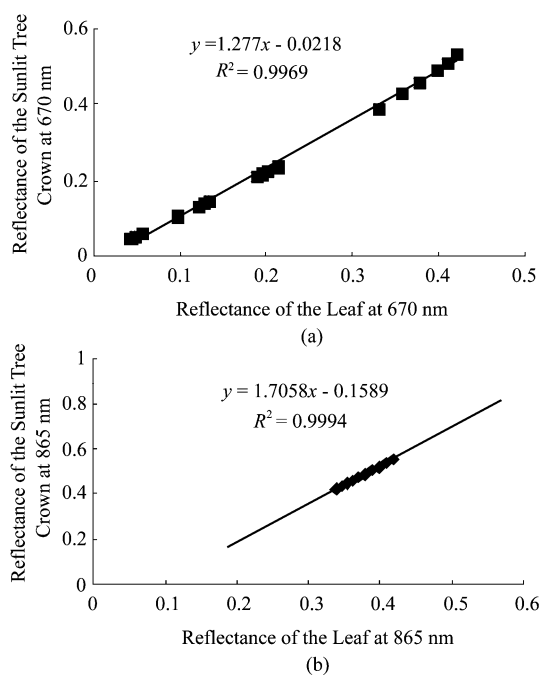 0.6
0.4
0.2
0
y =1.277x - 0.0218
R² = 0.9969
Reflectance of the Sunlit Tree
Crown at 670 nm
0 0.1 0.2 0.3 0.4 0.5
Reflectance of the Leaf at 670 nm
(a)
1
0.8
0.6
0.4
0.2
0
y = 1.7058x - 0.1589
R² = 0.9994
Reflectance of the Sunlit Tree
Crown at 865 nm
0 0.1 0.2 0.3 0.4 0.5 0.6
Reflectance of the Leaf at 865 nm
(b)